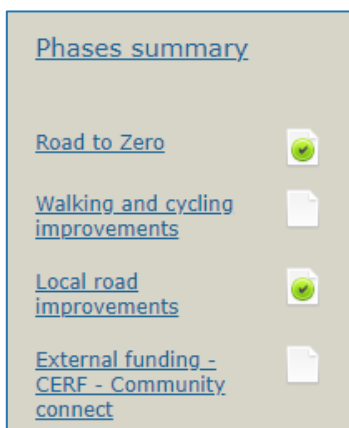 Phases summary
Road to Zero
Walking and cycling
improvements
Local road
improvements
External funding -
CERF - Community
connect